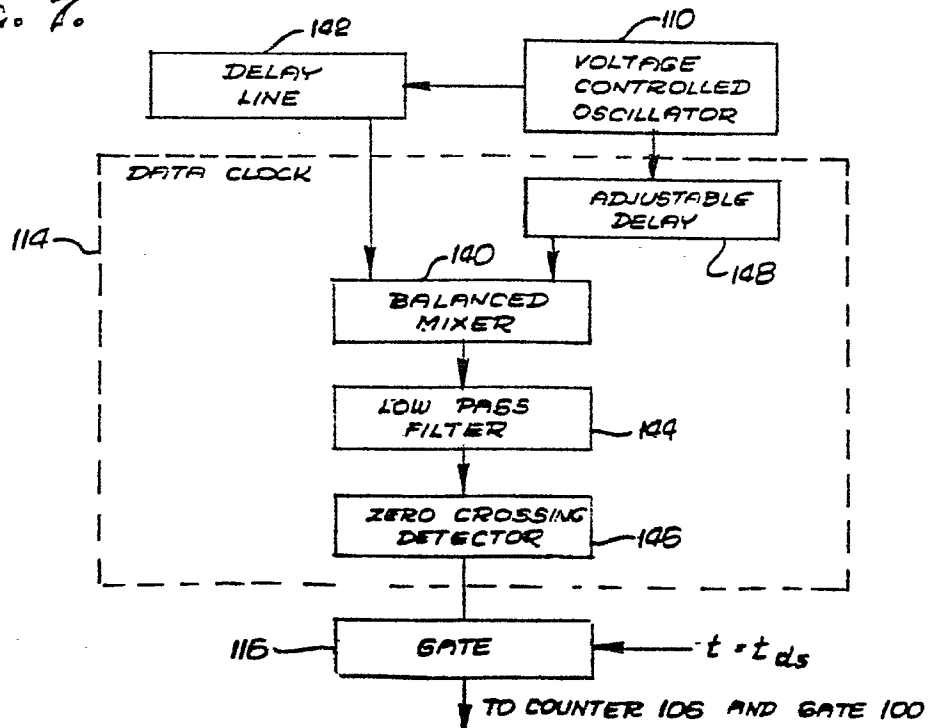 G. 7.
142
110
DELAY
LINE
VOLTAGE
CONTROLLED
OSCILLATOR
DATA CLOCK
ADJUSTABLE
DELAY
114
140
148
BALANCED
MIXER
LOW PASS
FILTER
144
ZERO CROSSING
DETECTOR
146
116
GATE
t = t ds
TO COUNTER 106 AND GATE 100